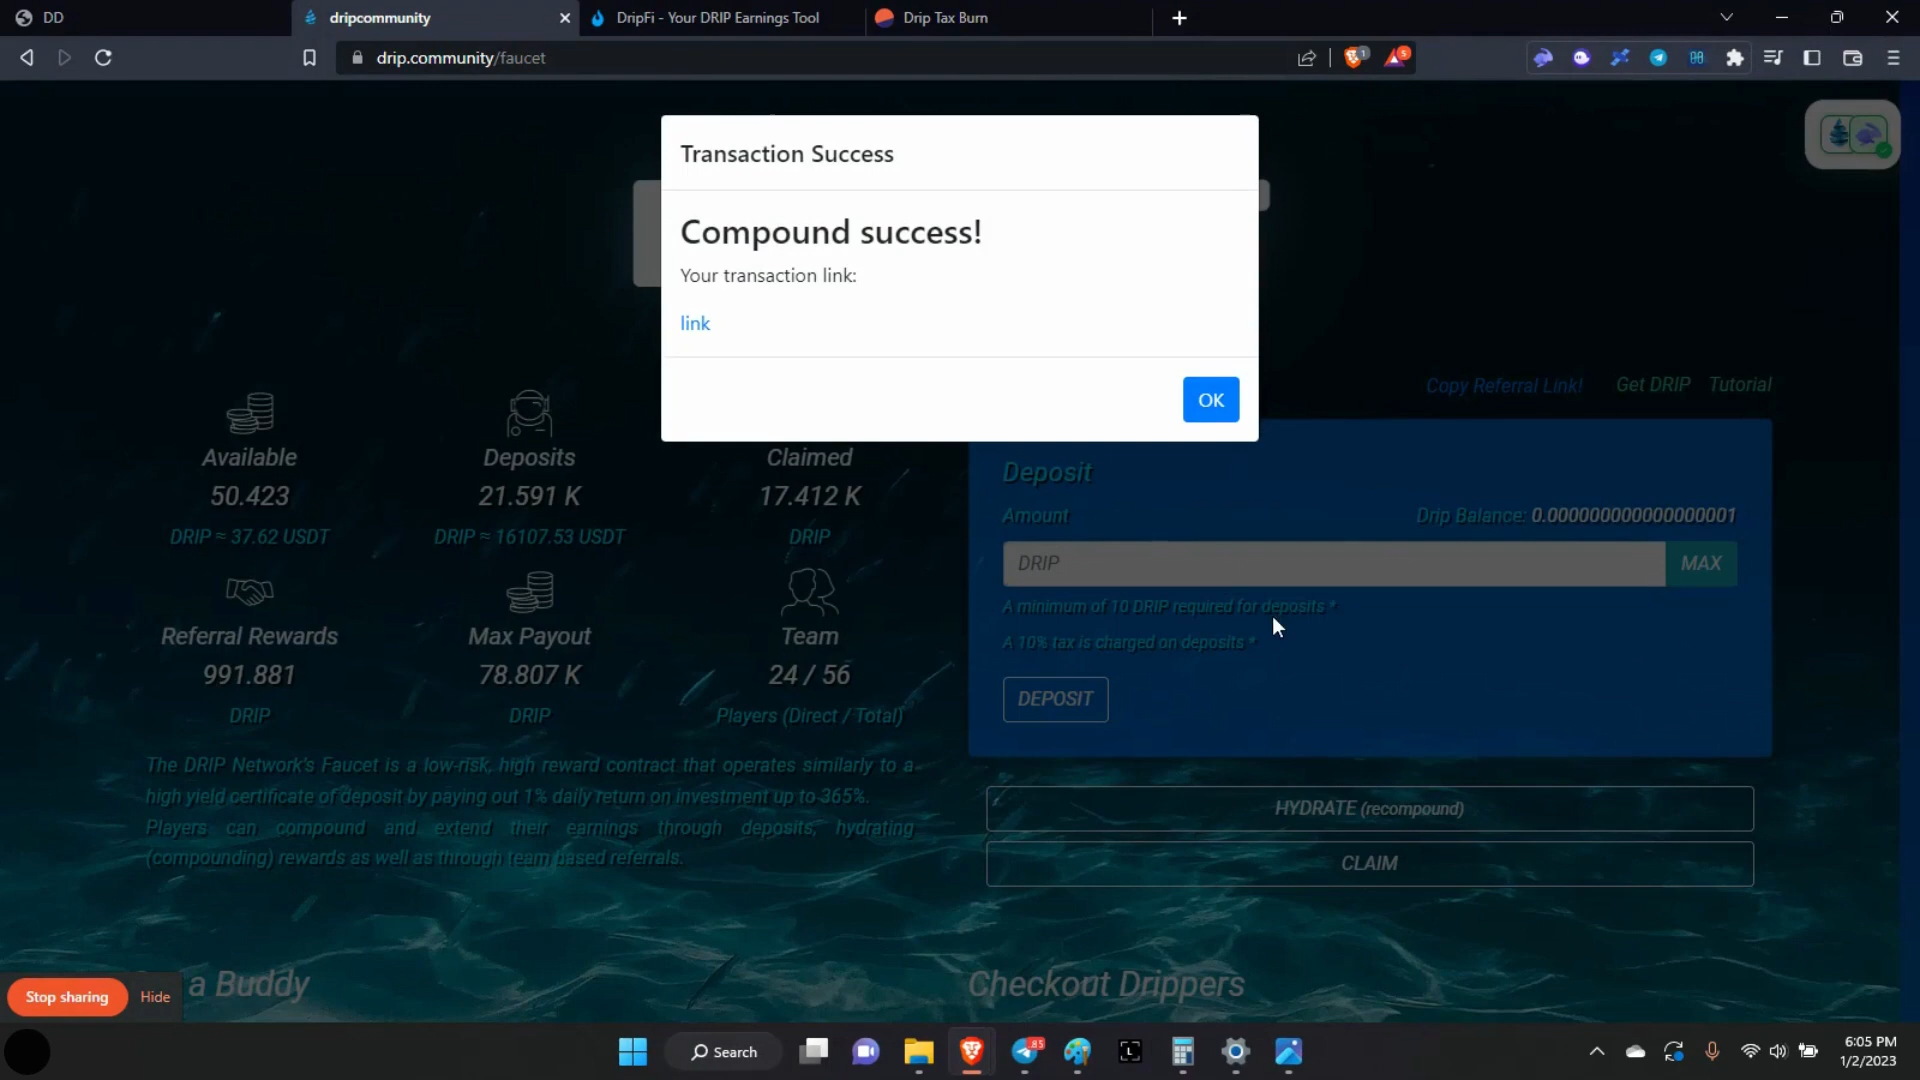 DD
dripcommunity
DripFi - Your DRIP Earnings Tool
Drip Tax Burn
drip.community/faucet
1
5
Transaction Success
Compound success!
Your transaction link:
link
OK
Copy Referral Link!
Get DRIP
Tutorial
Available
50.423
DRIP ≈ 37.62 USDT
Deposits
21.591 K
DRIP ≈ 16107.53 USDT
Claimed
17.412 K
DRIP
Referral Rewards
991.881
DRIP
Max Payout
78.807 K
DRIP
Team
24 / 56
Players (Direct / Total)
The DRIP Network's Faucet is a low-risk, high reward contract that operates similarly to a
high yield certificate of deposit by paying out 1% daily return on investment up to 365%.
Players can compound and extend their earnings through deposits, hydrating
(compounding) rewards as well as through team based referrals.
Deposit
Amount
Drip Balance: 0.000000000000000001
DRIP
MAX
A minimum of 10 DRIP required for deposits *
A 10% tax is charged on deposits *
DEPOSIT
HYDRATE (recompound)
CLAIM
a Buddy
Checkout Drippers
Stop sharing
Hide
Search
85
L
6:05 PM
1/2/2023